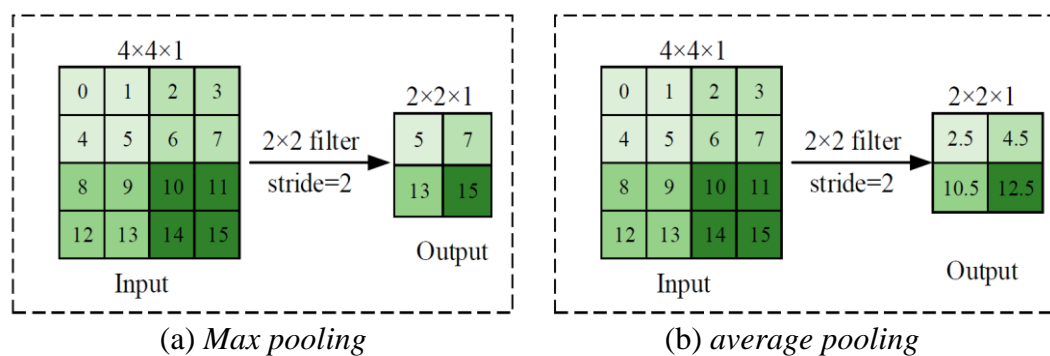 4×4×1
0 1 2 3
4 5 6 7
8 9 10 11
12 13 14 15
Input
2×2 filter
stride=2
2×2×1
5 7
13 15
Output
(a) Max pooling
4×4×1
0 1 2 3
4 5 6 7
8 9 10 11
12 13 14 15
Input
2×2 filter
stride=2
2×2×1
2.5 4.5
10.5 12.5
Output
(b) average pooling